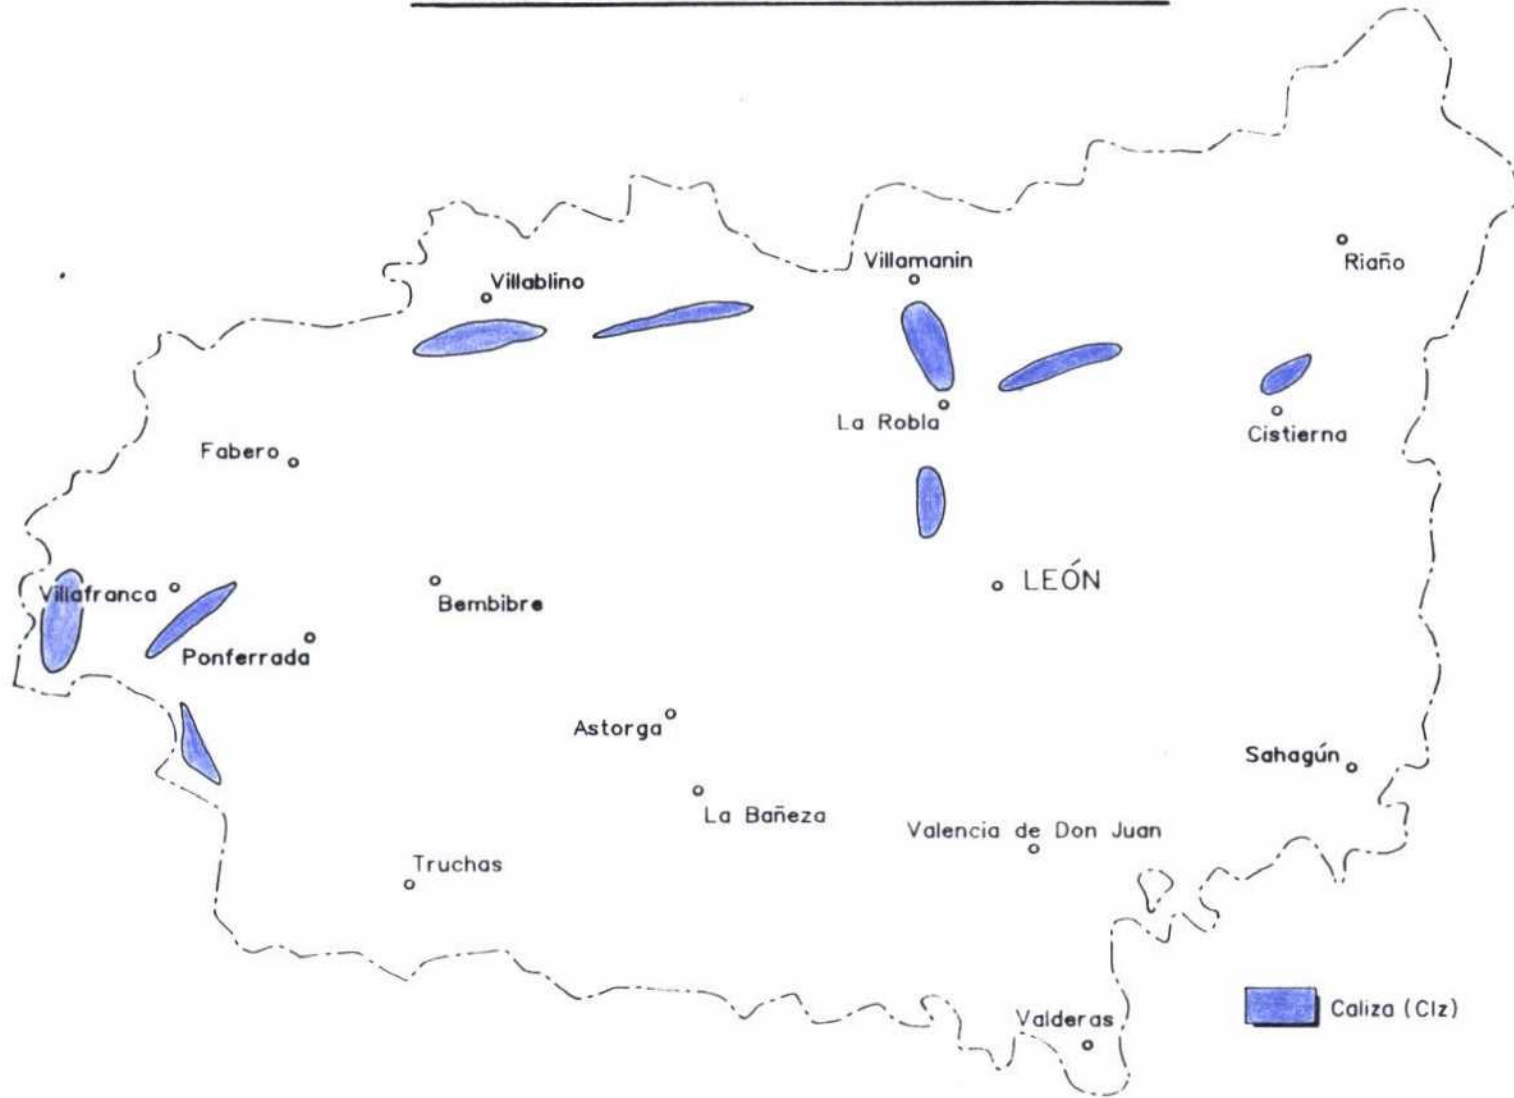 Villamanin
Riaño
Villablino
La Robla
Cistierna
Fabero
Villafranca
LEÓN
Bembibre
Ponferrada
Astorga
Sahagún
La Bañeza
Valencia de Don Juan
Truchas
Caliza (Clz)
Valderas